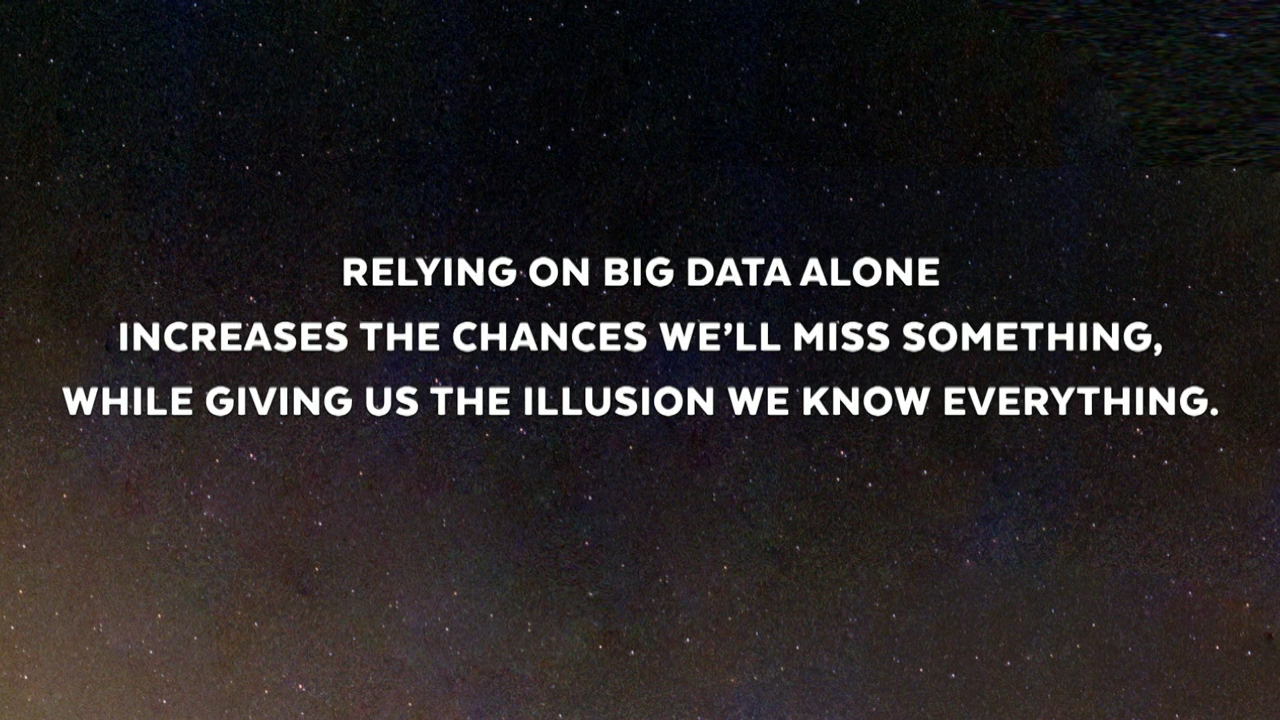 RELYING ON BIG DATA ALONE
INCREASES THE CHANCES WE’LL MISS SOMETHING,
WHILE GIVING US THE ILLUSION WE KNOW EVERYTHING.